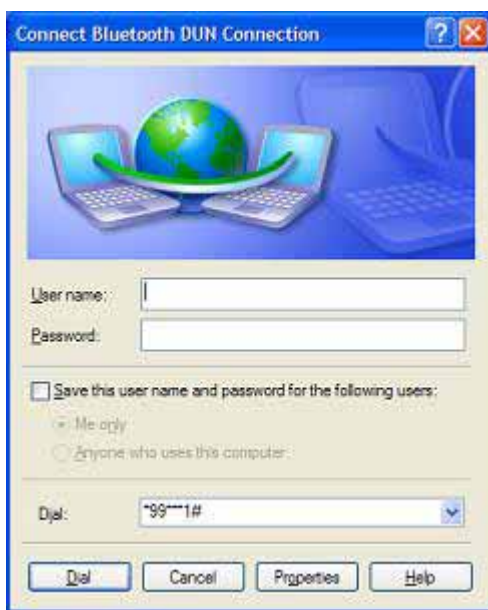 Connect Bluetooth DUN Connection
User name:
Password:
Save this user name and password for the following users:
Me only
Anyone who uses this computer
Dial: *99***1#
Dial Cancel Properties Help